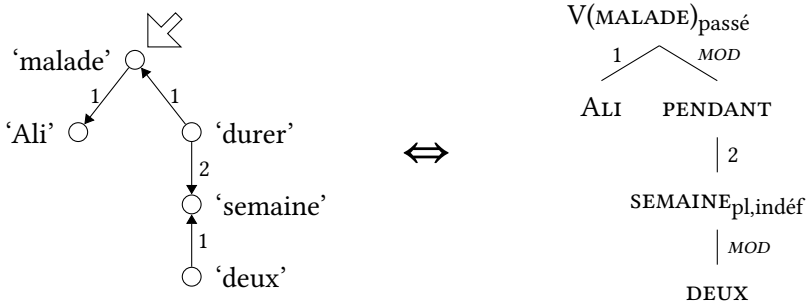 V(MALADE)passé
'malade' 1 MOD
1 1
'Ali' 'durer' ALI PENDANT
2 ⇔ 2
'semaine' SEMAINEpl,indéf
1 MOD
'deux' DEUX